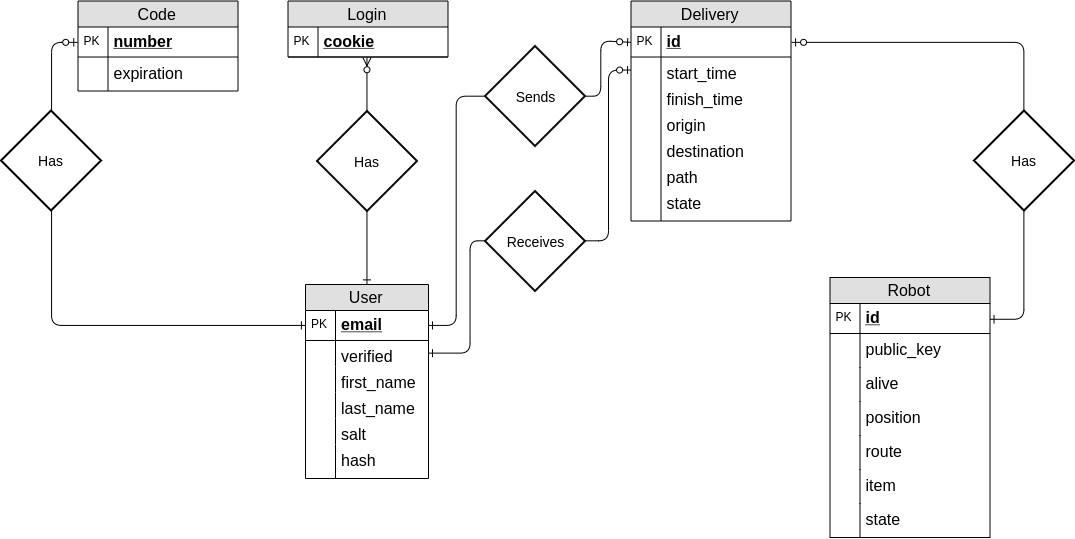 Code
PK number
expiration
Login
PK cookie
Delivery
PK id
start_time
finish_time
origin
destination
path
state
Sends
Has
Has
Has
Receives
User
PK email
verified
first_name
last_name
salt
hash
Robot
PK id
public_key
alive
position
route
item
state